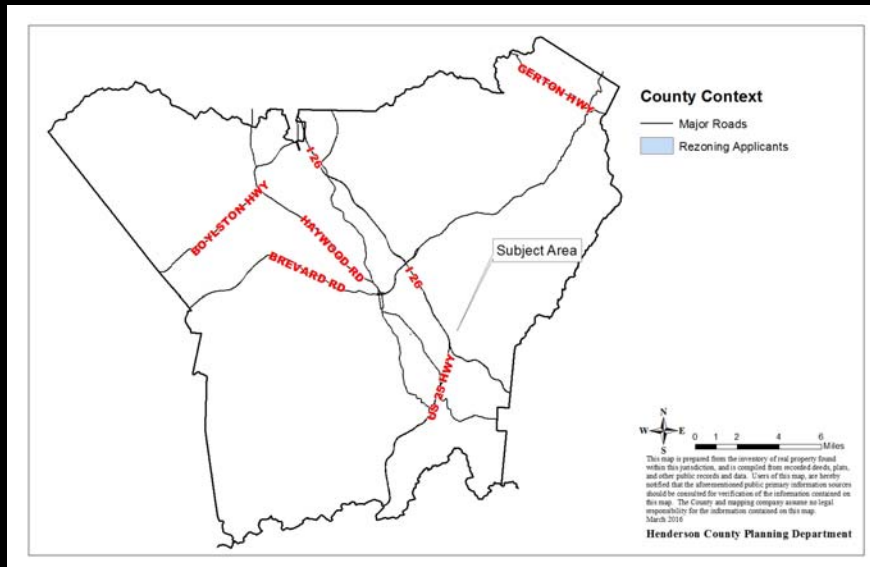 GERTON HWY
County Context
Major Roads
Rezoning Applicants
I 26
BOYLSTON HWY
HAYWOOD RD
BREVARD RD
I 26
Subject Area
US 25 HWY
N
W E
S
0 1 2 4 6
Miles
This map is prepared from the inventory of real property found
within this jurisdiction, and is compiled from recorded deeds, plats,
and other public records and data. Users of this map, are hereby
notified that the aforementioned public primary information sources
should be consulted for verification of the information contained on
this map. The County and mapping company assume no legal
responsibility for the information contained on this map.
March 2016
Henderson County Planning Department